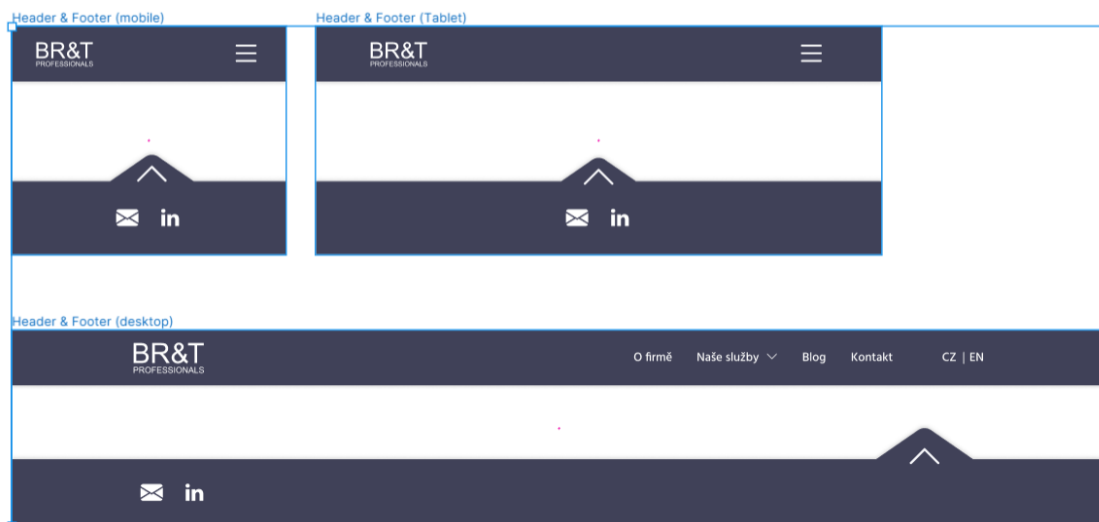 Header & Footer (mobile)
Header & Footer (Tablet)
BR&T
PROFESSIONALS
BR&T
PROFESSIONALS
in
in
Header & Footer (desktop)
BR&T
PROFESSIONALS
O firmě Naše služby Blog Kontakt CZ | EN
in